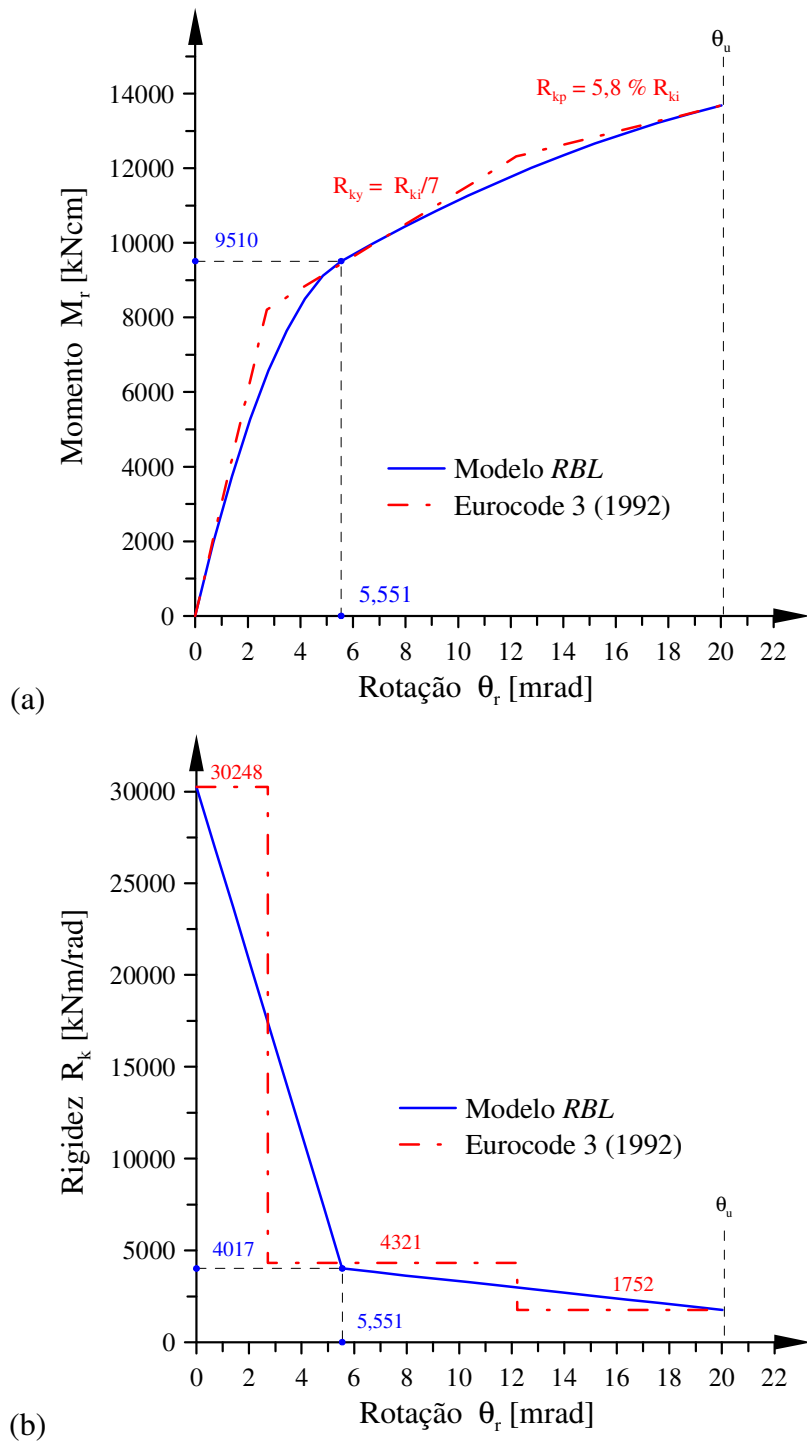 θu
14000
Rkp = 5,8 % Rki
12000
Rky = Rki/7
10000
9510
8000
6000
4000
2000
0
Momento Mr [kNcm]
Modelo RBL
Eurocode 3 (1992)
5,551
0 2 4 6 8 10 12 14 16 18 20 22
Rotação θr [mrad]
(a)
30248
30000
25000
20000
15000
10000
5000
0
Rigidez Rk [kNm/rad]
Modelo RBL
Eurocode 3 (1992)
θu
4017
4321
1752
5,551
0 2 4 6 8 10 12 14 16 18 20 22
Rotação θr [mrad]
(b)